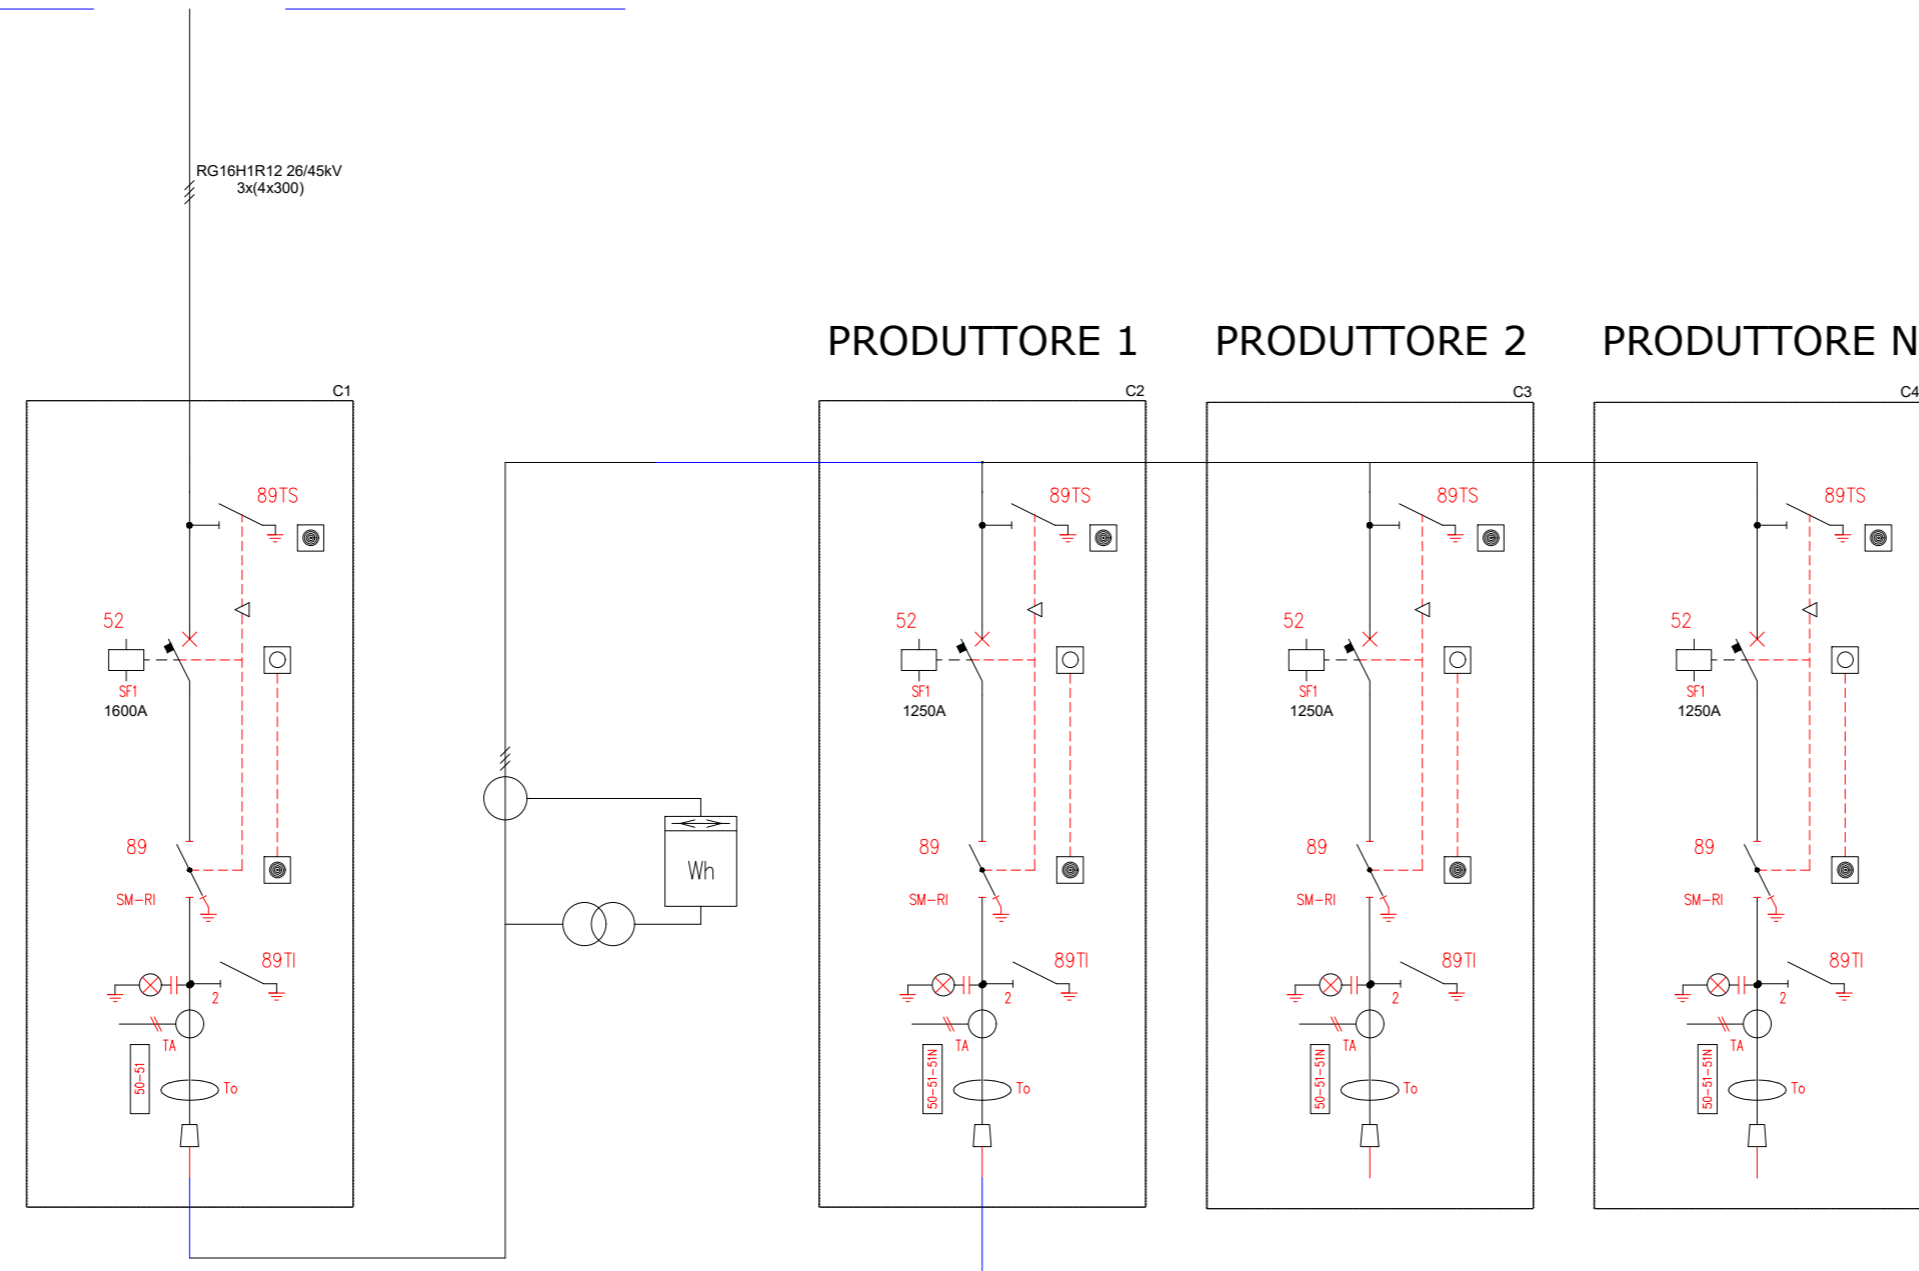 RG16H1R12 26/45kV
3x(4x300)
PRODUTTORE 1
PRODUTTORE 2
PRODUTTORE N
C1
C2
C3
C4
89TS
89TS
89TS
89TS
52
52
52
52
SF1
SF1
SF1
SF1
1600A
1250A
1250A
1250A
89
89
89
89
Wh
SM-RI
SM-RI
SM-RI
SM-RI
89TI
89TI
89TI
89TI
2
2
2
2
TA
TA
TA
TA
50-51
50-51-51N
50-51-51N
50-51-51N
To
To
To
To